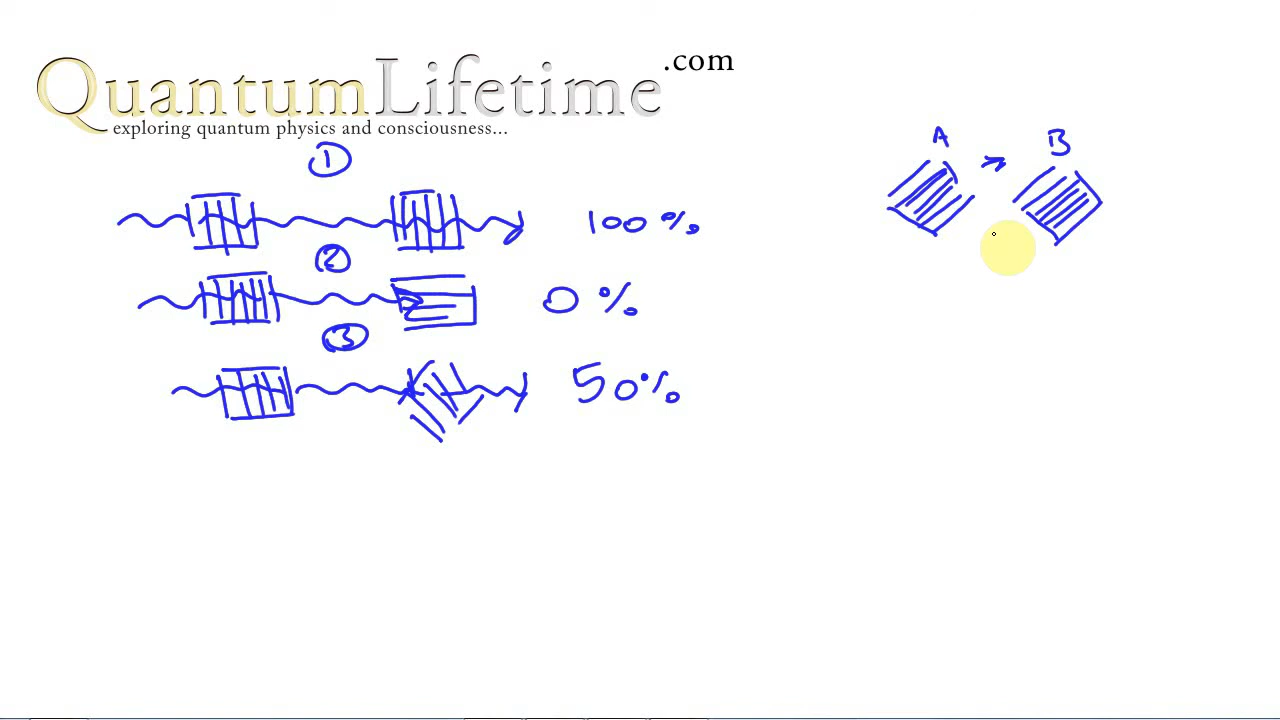 QuantumLifetime.com
exploring quantum physics and consciousness...
1
100%
2
0%
3
50%
A B